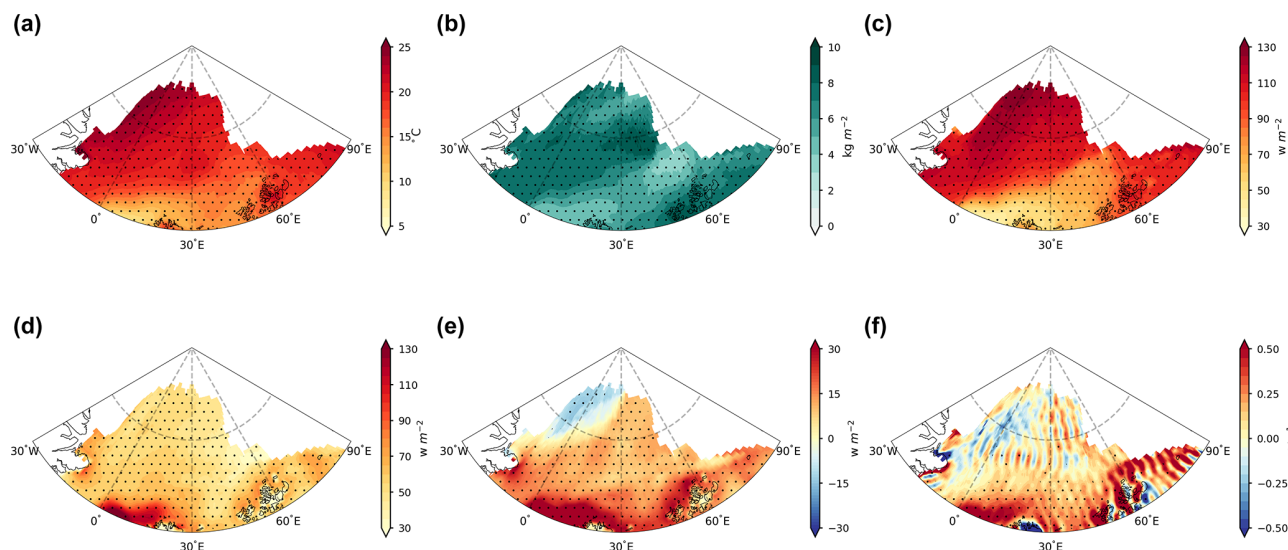 (a)
25
20
15
10
5
°C
30°W
90°E
0°
60°E
30°E
(b)
10
8
6
4
2
0
kg m⁻²
30°W
90°E
0°
60°E
30°E
(c)
130
110
90
70
50
30
w m⁻²
30°W
90°E
0°
60°E
30°E
(d)
130
110
90
70
50
30
w m⁻²
30°W
90°E
0°
60°E
30°E
(e)
30
15
0
−15
−30
w m⁻²
30°W
90°E
0°
60°E
30°E
(f)
0.50
0.25
0.00
−0.25
−0.50
30°W
90°E
0°
60°E
30°E